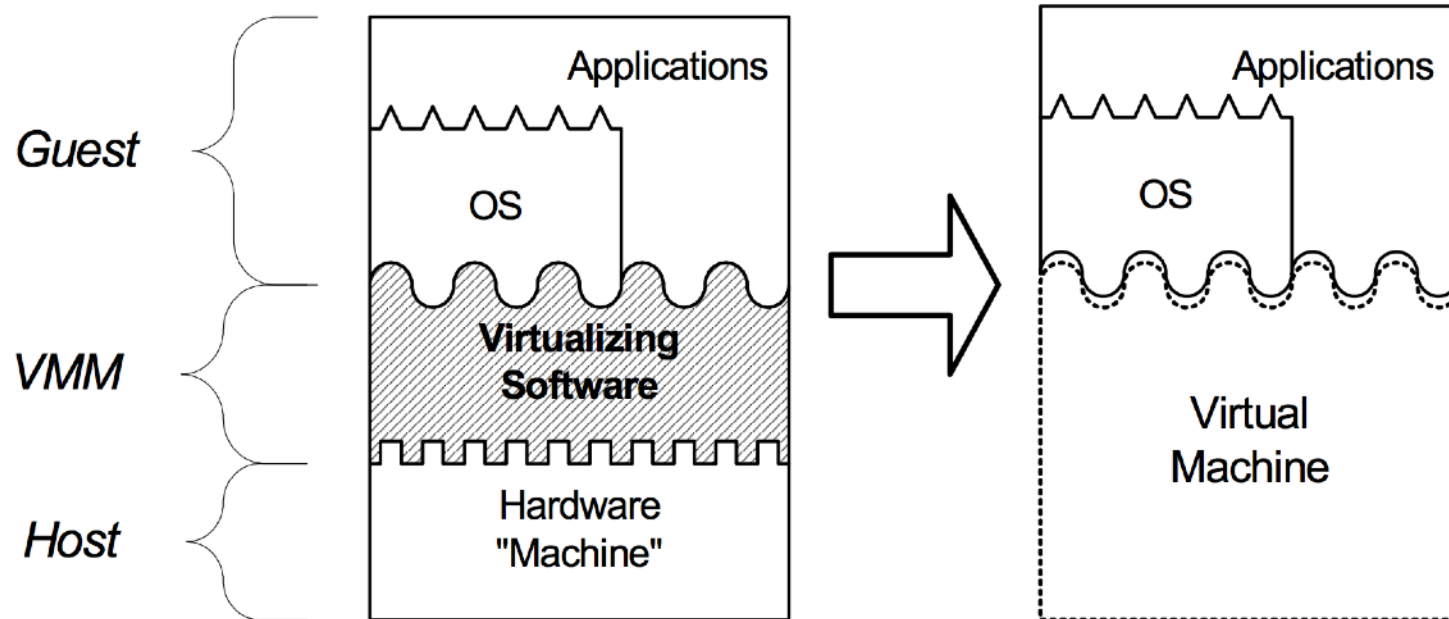 Guest
VMM
Host
Applications
OS
Virtualizing
Software
Hardware
"Machine"
Applications
OS
Virtual
Machine